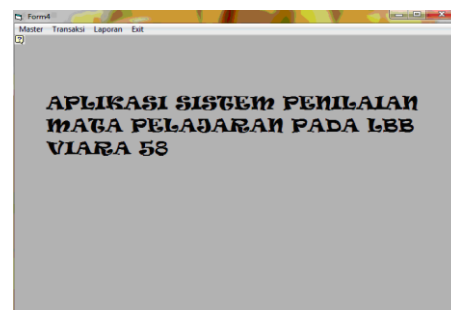 Form4
Master Transaksi Laporan Exit
APLIKASI SISTEM PENILAIAN
MATA PELAJARAN PADA LBB
VIARA 58